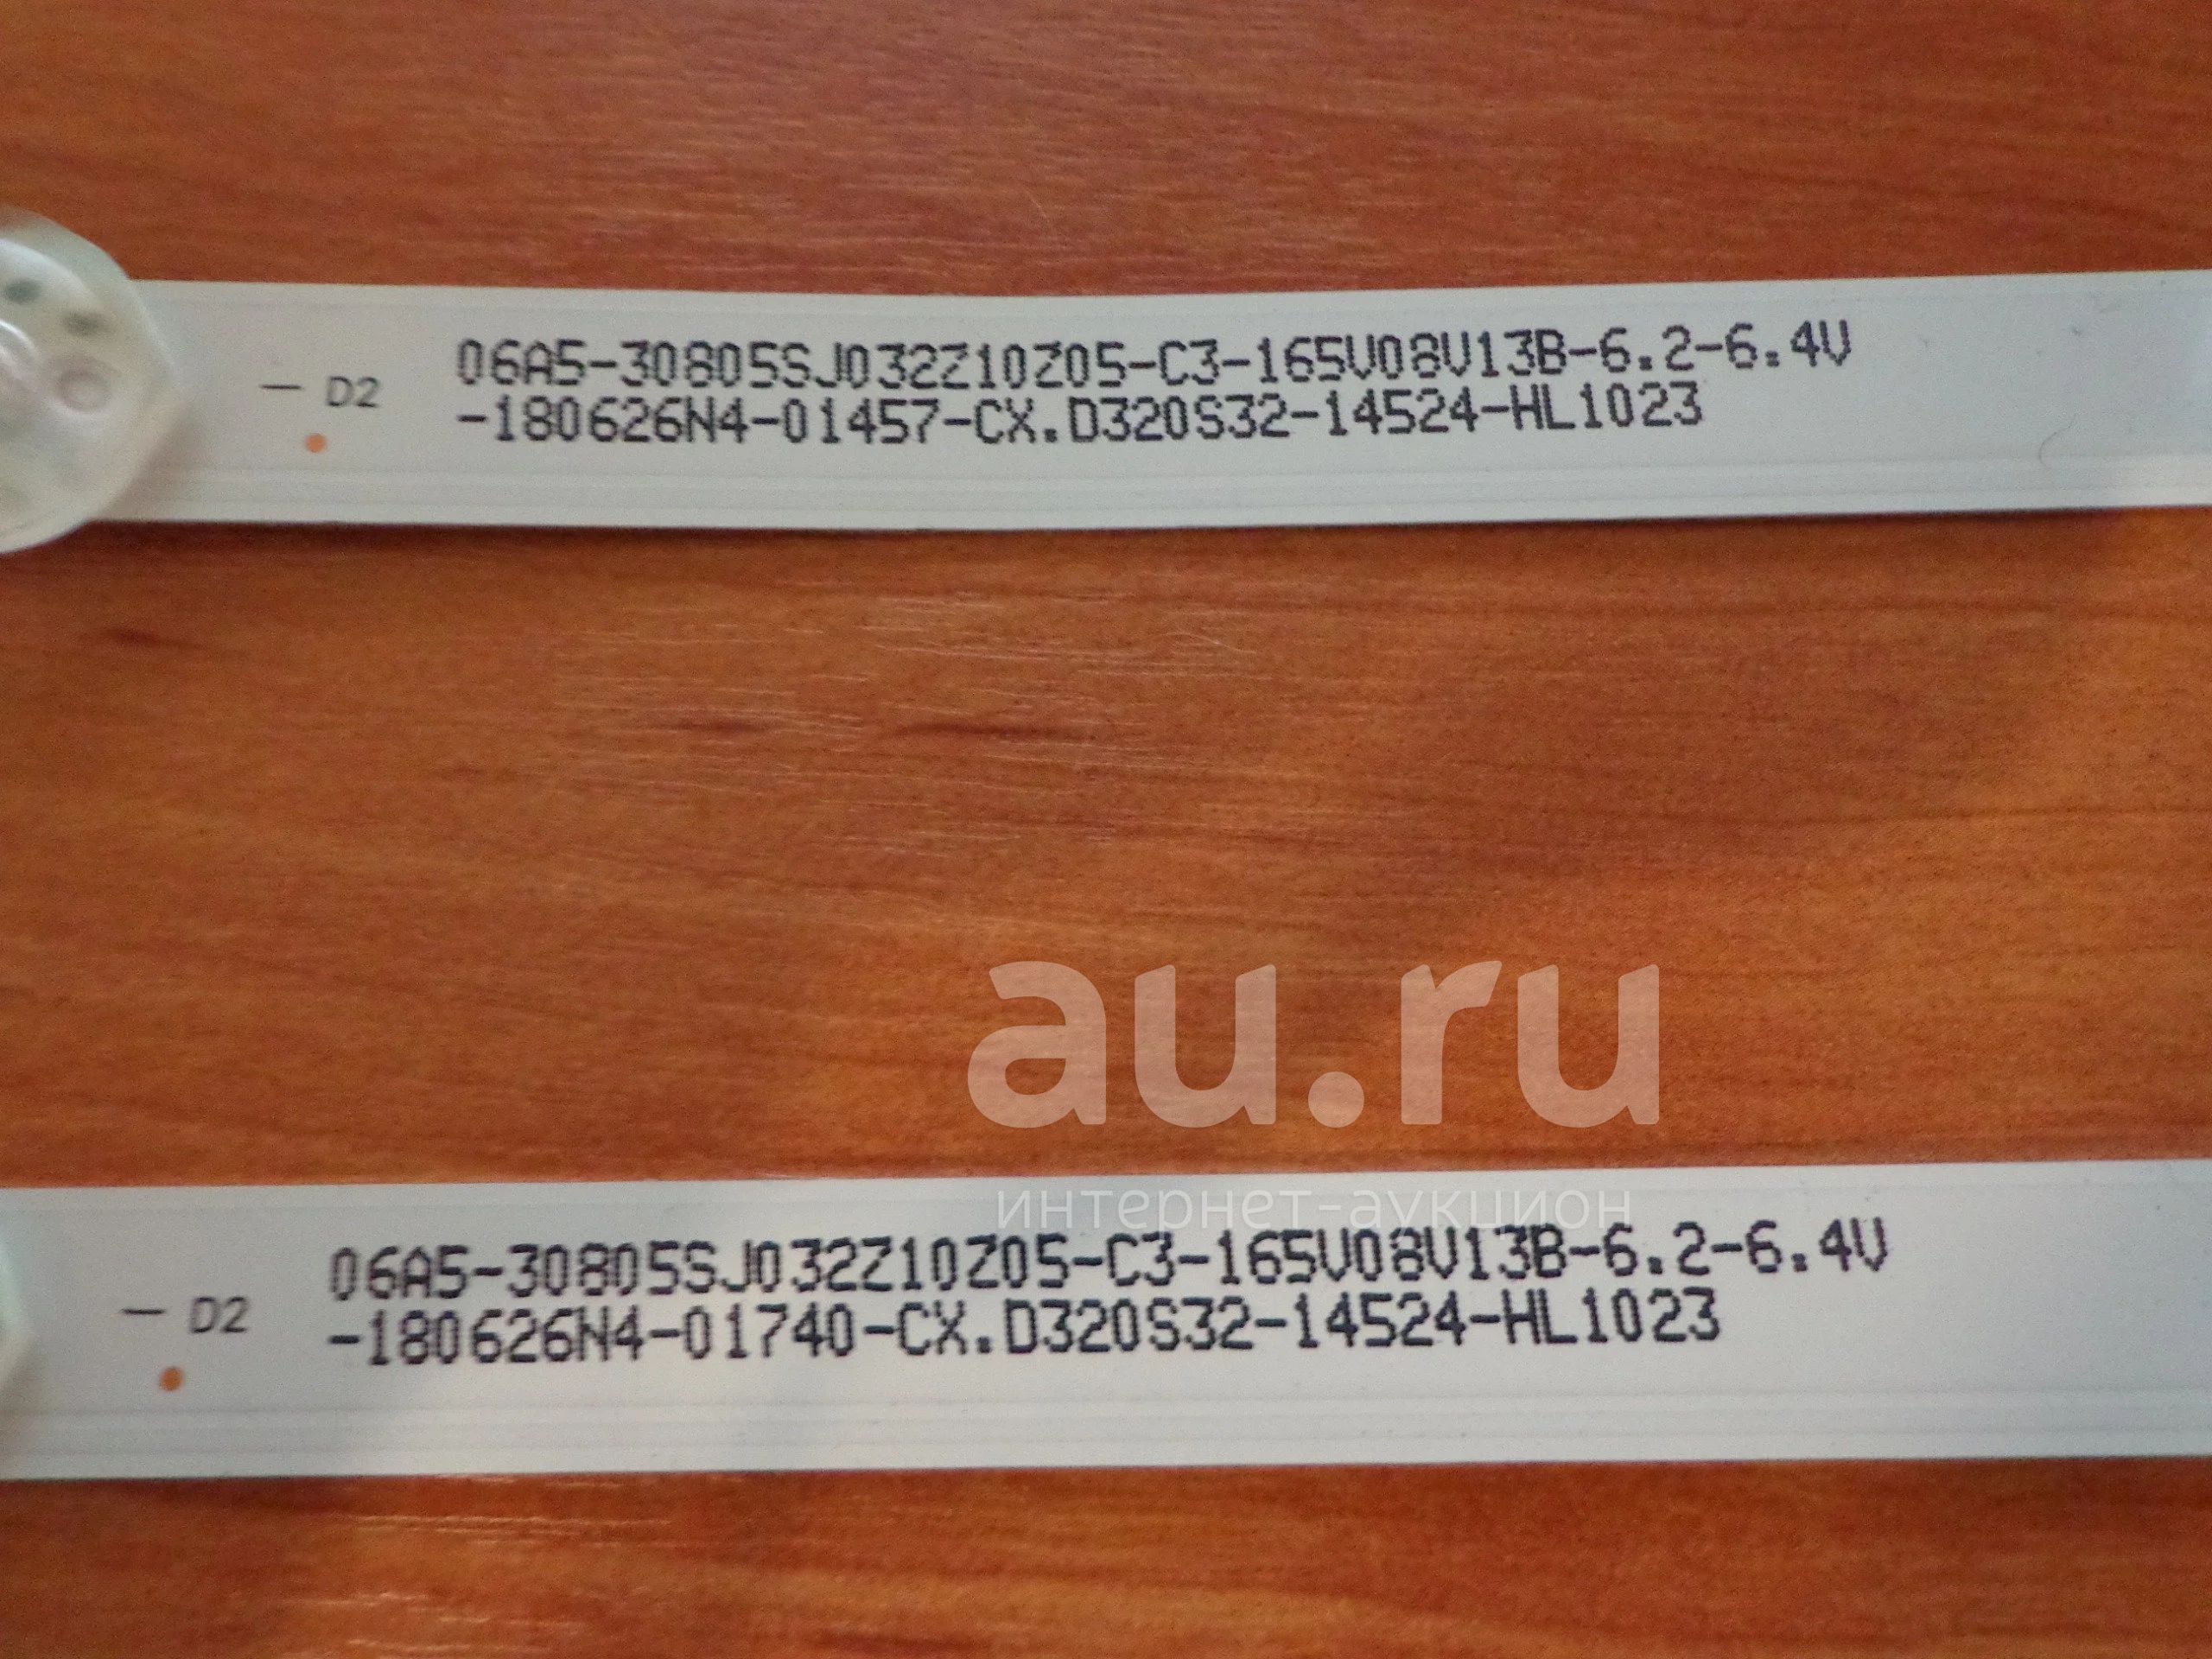 06A5-30805SJ032Z10Z05-C3-165V08V13B-6.2-6.4V
— D2
-180626N4-01457-CX.D320S32-14524-HL1023
au.ru
интернет-аукцион
06A5-30805SJ032Z10Z05-C3-165V08V13B-6.2-6.4V
— D2
-180626N4-01740-CX.D320S32-14524-HL1023